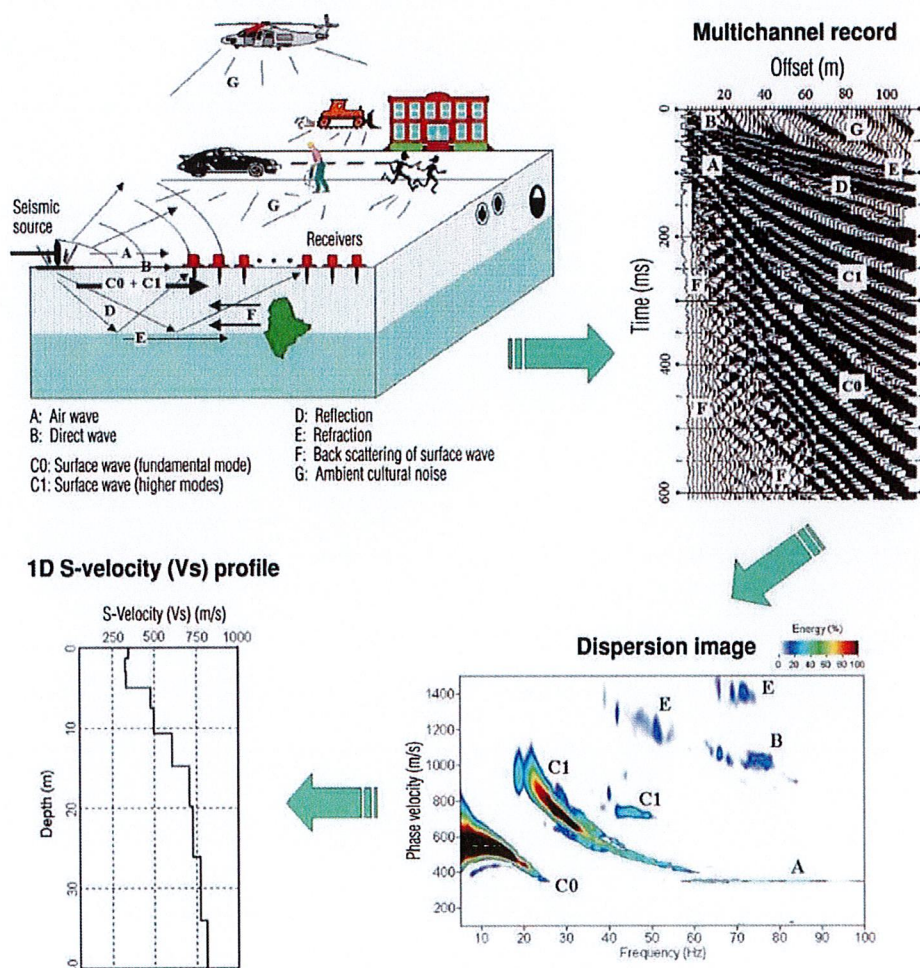 G
G
Seismic
source
Receivers
A
B
C0 + C1
D
E
F
A: Air wave
B: Direct wave
C0: Surface wave (fundamental mode)
C1: Surface wave (higher modes)
D: Reflection
E: Refraction
F: Back scattering of surface wave
G: Ambient cultural noise
Multichannel record
Offset (m)
20 40 60 80 100
Time (ms)
0
200
400
600
B
G
A
D
E
C1
F
C0
F
F
1D S-velocity (Vs) profile
S-Velocity (Vs) (m/s)
250 500 750 1000
Depth (m)
0
10
20
30
0
Dispersion image
Energy (%)
0 20 40 60 80 100
Phase velocity (m/s)
1400
1200
1000
800
600
400
200
E
E
B
C1
C1
A
C0
10 20 30 40 50 60 70 80 90 100
Frequency (Hz)